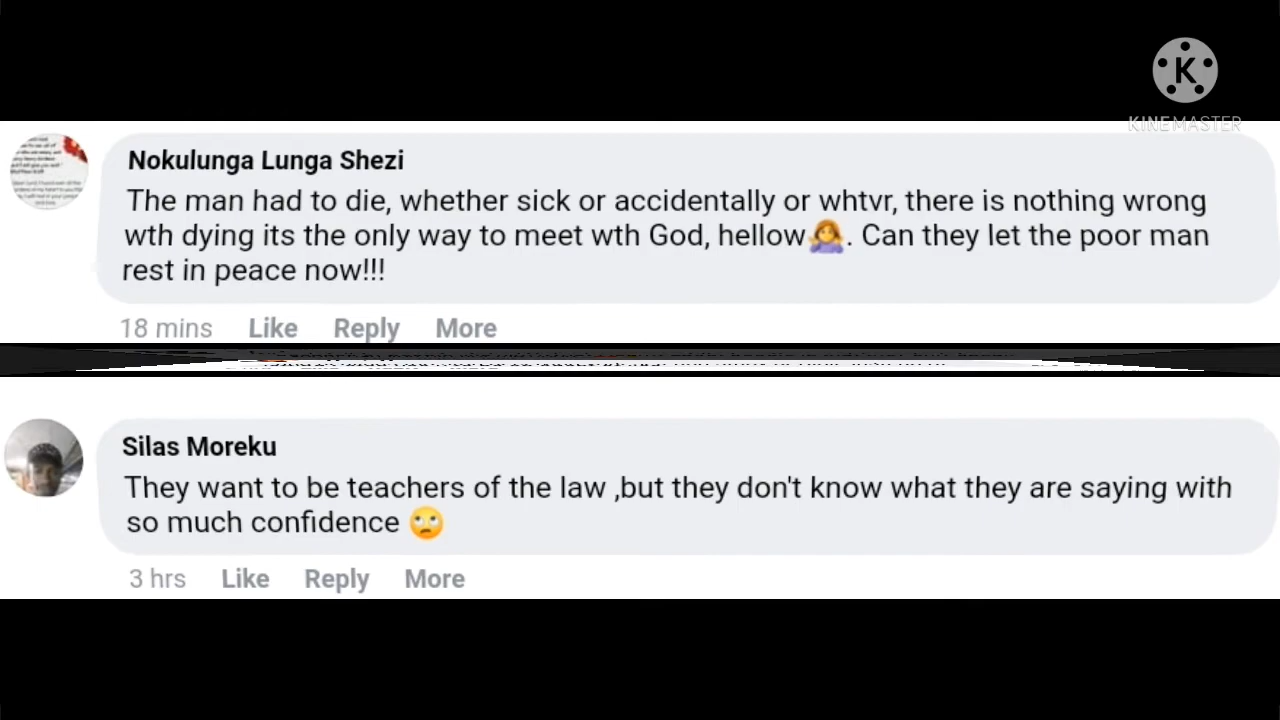 K
KINEMASTER
Nokulunga Lunga Shezi
The man had to die, whether sick or accidentally or whtvr, there is nothing wrong
wth dying its the only way to meet wth God, hellow🙅‍♀️. Can they let the poor man
rest in peace now!!!
18 mins Like Reply More
Silas Moreku
They want to be teachers of the law ,but they don't know what they are saying with
so much confidence 🙄
3 hrs Like Reply More